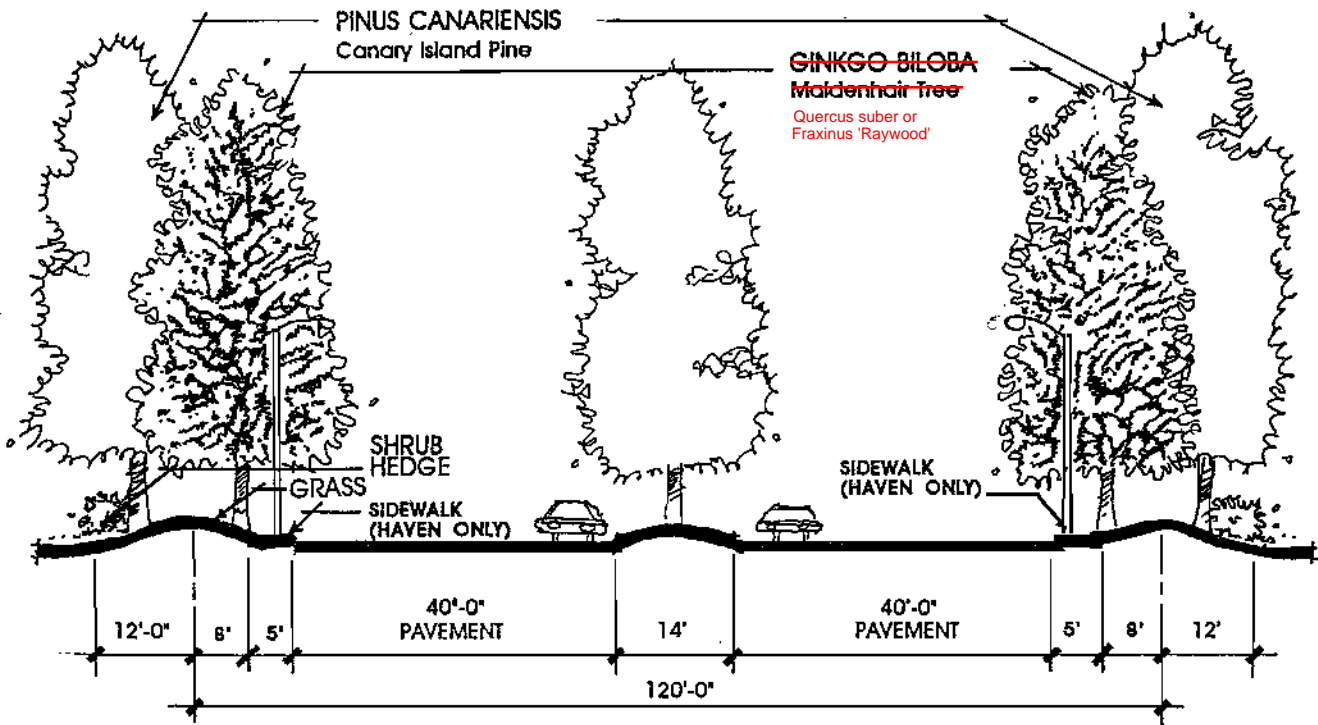 PINUS CANARIENSIS
Canary Island Pine
GINKGO BILOBA
Maidenhair Tree
Quercus suber or
Fraxinus 'Raywood'
SHRUB
HEDGE
GRASS
SIDEWALK
(HAVEN ONLY)
SIDEWALK
(HAVEN ONLY)
12'-0" 8' 5' 40'-0" PAVEMENT 14' 40'-0" PAVEMENT 5' 8' 12'
120'-0"